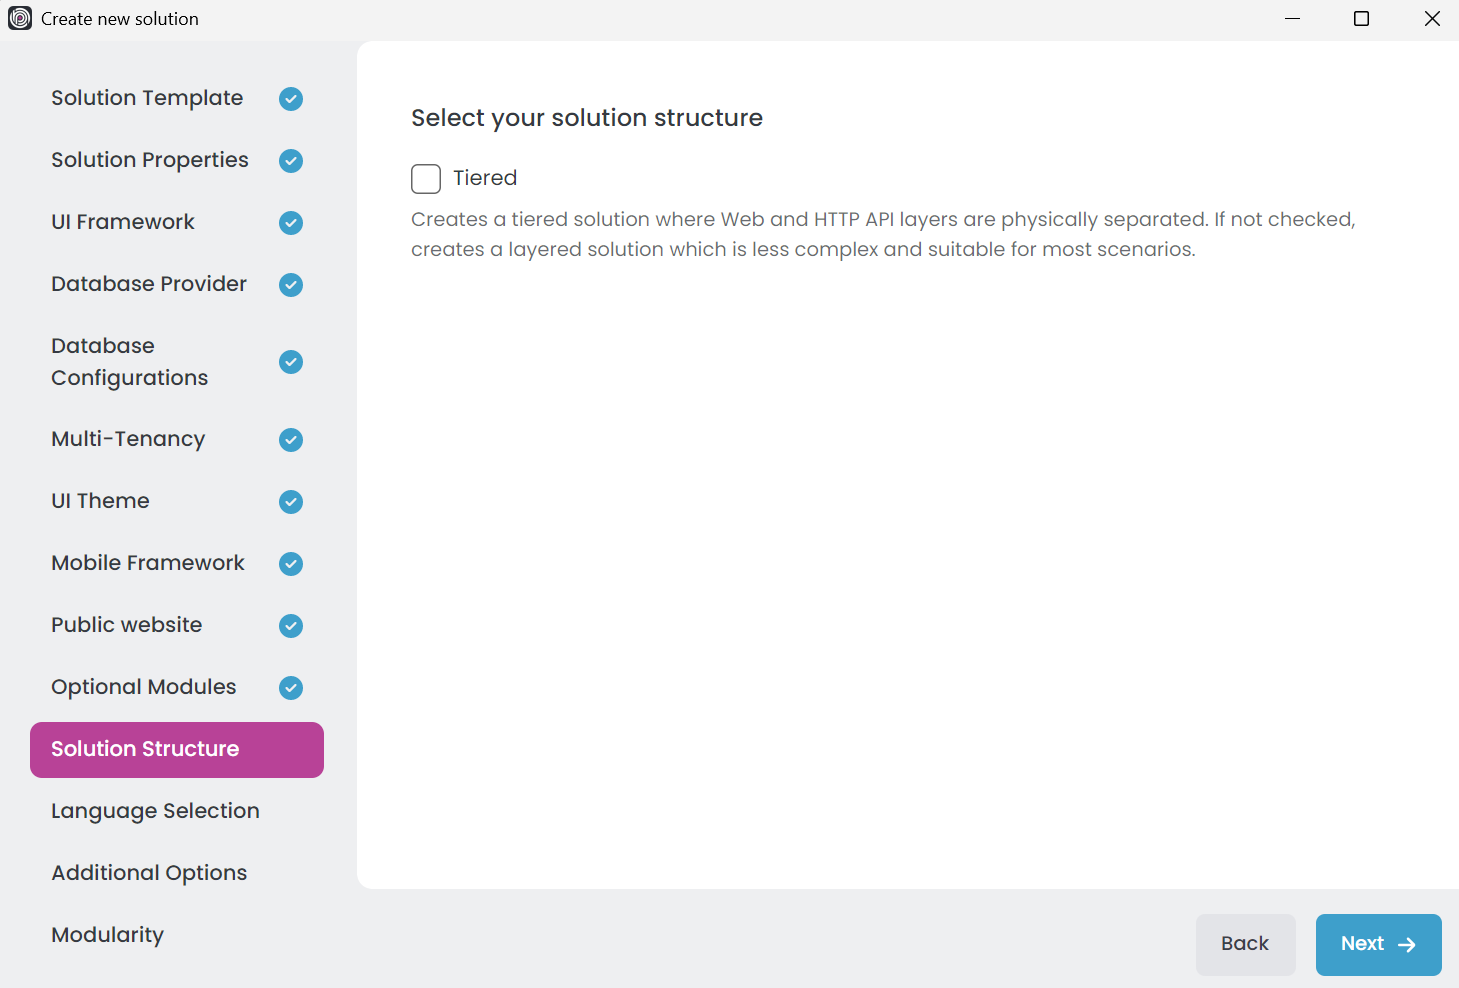 Create new solution
Solution Template
Solution Properties
UI Framework
Database Provider
Database
Configurations
Multi-Tenancy
UI Theme
Mobile Framework
Public website
Optional Modules
Solution Structure
Language Selection
Additional Options
Modularity
Select your solution structure
Tiered
Creates a tiered solution where Web and HTTP API layers are physically separated. If not checked,
creates a layered solution which is less complex and suitable for most scenarios.
Back
Next